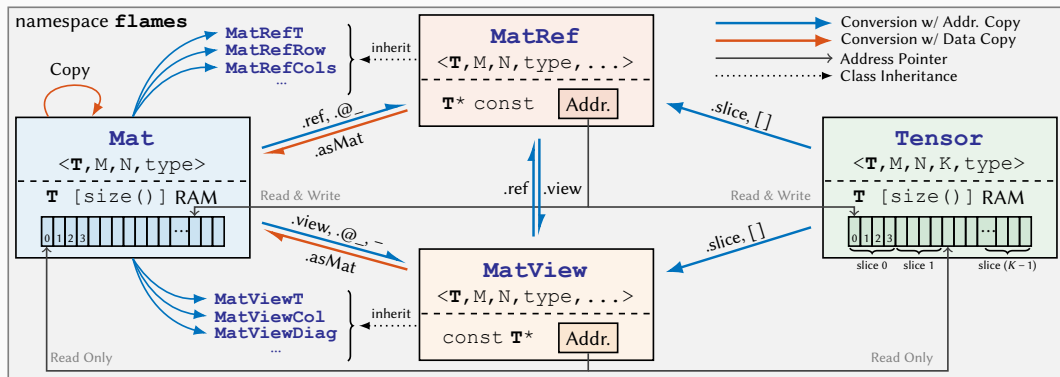 namespace flames
MatRefT
MatRefRow
MatRefCols
...
inherit
MatRef
<T,M,N,type,...>
T* const
Addr.
Conversion w/ Addr. Copy
Conversion w/ Data Copy
Address Pointer
Class Inheritance
Copy
.ref, .@_
.asMat
.slice, [ ]
Mat
<T,M,N,type>
T [size()] RAM
0 1 2 3 ...
Tensor
<T,M,N,K,type>
T [size()] RAM
0 1 2 3 ...
slice 0 slice 1 slice (K − 1)
Read & Write
Read & Write
.ref
.view
.view, .@_, _
.asMat
.slice, [ ]
MatView
<T,M,N,type,...>
const T*
Addr.
MatViewT
MatViewCol
MatViewDiag
...
inherit
Read Only
Read Only